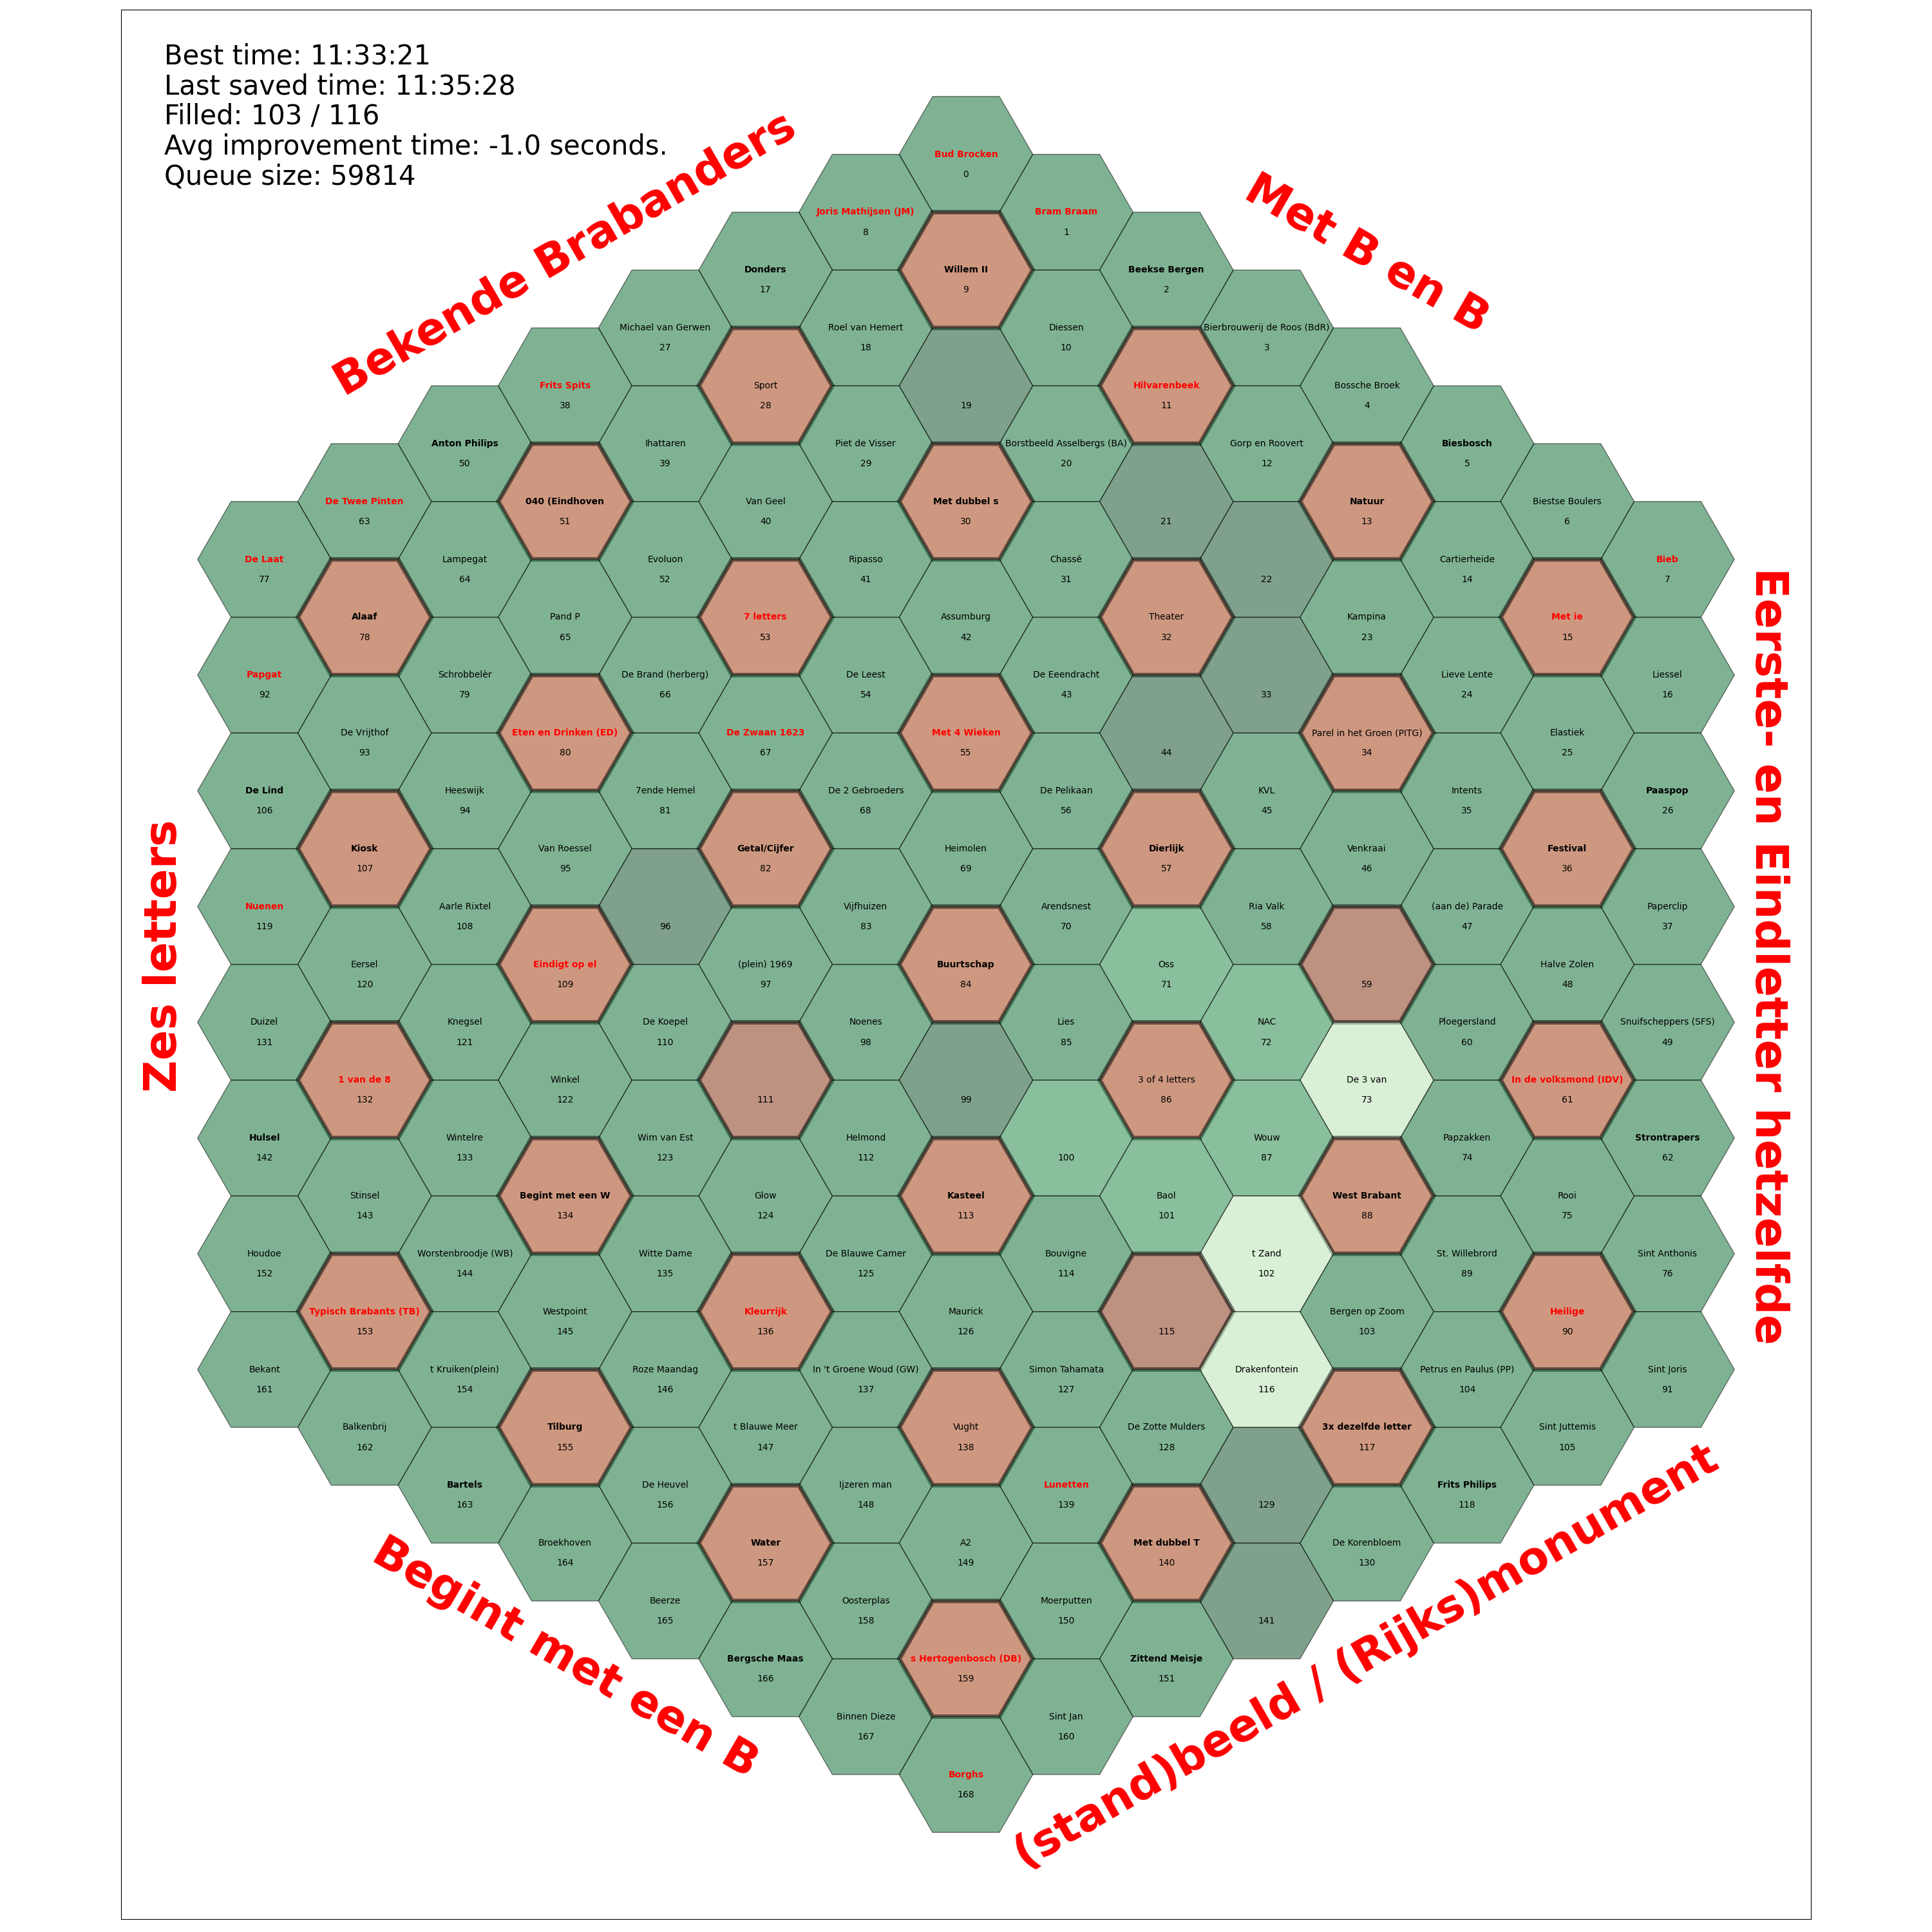 Best time: 11:33:21
Last saved time: 11:35:28
Filled: 103 / 116
Avg improvement time: -1.0 seconds.
Queue size: 59814
Bekende Brabanders
Met B en B
Eerste- en Eindletter hetzelfde
(stand)beeld / (Rijks)monument
Begint met een B
Zes letters
Bud Brocken
0
Bram Braam
1
Beekse Bergen
2
Bierbrouwerij de Roos (BdR)
3
Bossche Broek
4
Biesbosch
5
Biestse Boulers
6
Bieb
7
Joris Mathijsen (JM)
8
Willem II
9
Diessen
10
Hilvarenbeek
11
Gorp en Roovert
12
Natuur
13
Cartierheide
14
Met ie
15
Liessel
16
Donders
17
Roel van Hemert
18
19
Borstbeeld Asselbergs (BA)
20
21
22
Kampina
23
Lieve Lente
24
Elastiek
25
Paaspop
26
Michael van Gerwen
27
Sport
28
Piet de Visser
29
Met dubbel s
30
Chassé
31
Theater
32
33
Parel in het Groen (PITG)
34
Intents
35
Festival
36
Paperclip
37
Frits Spits
38
Ihattaren
39
Van Geel
40
Ripasso
41
Assumburg
42
De Eeendracht
43
44
KVL
45
Venkraai
46
(aan de) Parade
47
Halve Zolen
48
Snuifscheppers (SFS)
49
Anton Philips
50
040 (Eindhoven
51
Evoluon
52
7 letters
53
De Leest
54
Met 4 Wieken
55
De Pelikaan
56
Dierlijk
57
Ria Valk
58
59
Ploegersland
60
In de volksmond (IDV)
61
Strontrapers
62
De Twee Pinten
63
Lampegat
64
Pand P
65
De Brand (herberg)
66
De Zwaan 1623
67
De 2 Gebroeders
68
Heimolen
69
Arendsnest
70
Oss
71
NAC
72
De 3 van
73
Papzakken
74
Rooi
75
Sint Anthonis
76
De Laat
77
Alaaf
78
Schrobbelèr
79
Eten en Drinken (ED)
80
7ende Hemel
81
Getal/Cijfer
82
Vijfhuizen
83
Buurtschap
84
Lies
85
3 of 4 letters
86
Wouw
87
West Brabant
88
St. Willebrord
89
Heilige
90
Sint Joris
91
Papgat
92
De Vrijthof
93
Heeswijk
94
Van Roessel
95
96
(plein) 1969
97
Noenes
98
99
100
Baol
101
t Zand
102
Bergen op Zoom
103
Petrus en Paulus (PP)
104
Sint Juttemis
105
De Lind
106
Kiosk
107
Aarle Rixtel
108
Eindigt op el
109
De Koepel
110
111
Helmond
112
Kasteel
113
Bouvigne
114
115
Drakenfontein
116
3x dezelfde letter
117
Frits Philips
118
Nuenen
119
Eersel
120
Knegsel
121
Winkel
122
Wim van Est
123
Glow
124
De Blauwe Camer
125
Maurick
126
Simon Tahamata
127
De Zotte Mulders
128
129
De Korenbloem
130
Duizel
131
1 van de 8
132
Wintelre
133
Begint met een W
134
Witte Dame
135
Kleurrijk
136
In 't Groene Woud (GW)
137
Vught
138
Lunetten
139
Met dubbel T
140
141
Hulsel
142
Stinsel
143
Worstenbroodje (WB)
144
Westpoint
145
Roze Maandag
146
t Blauwe Meer
147
Ijzeren man
148
A2
149
Moerputten
150
Zittend Meisje
151
Houdoe
152
Typisch Brabants (TB)
153
t Kruiken(plein)
154
Tilburg
155
De Heuvel
156
Water
157
Oosterplas
158
s Hertogenbosch (DB)
159
Sint Jan
160
Bekant
161
Balkenbrij
162
Bartels
163
Broekhoven
164
Beerze
165
Bergsche Maas
166
Binnen Dieze
167
Borghs
168